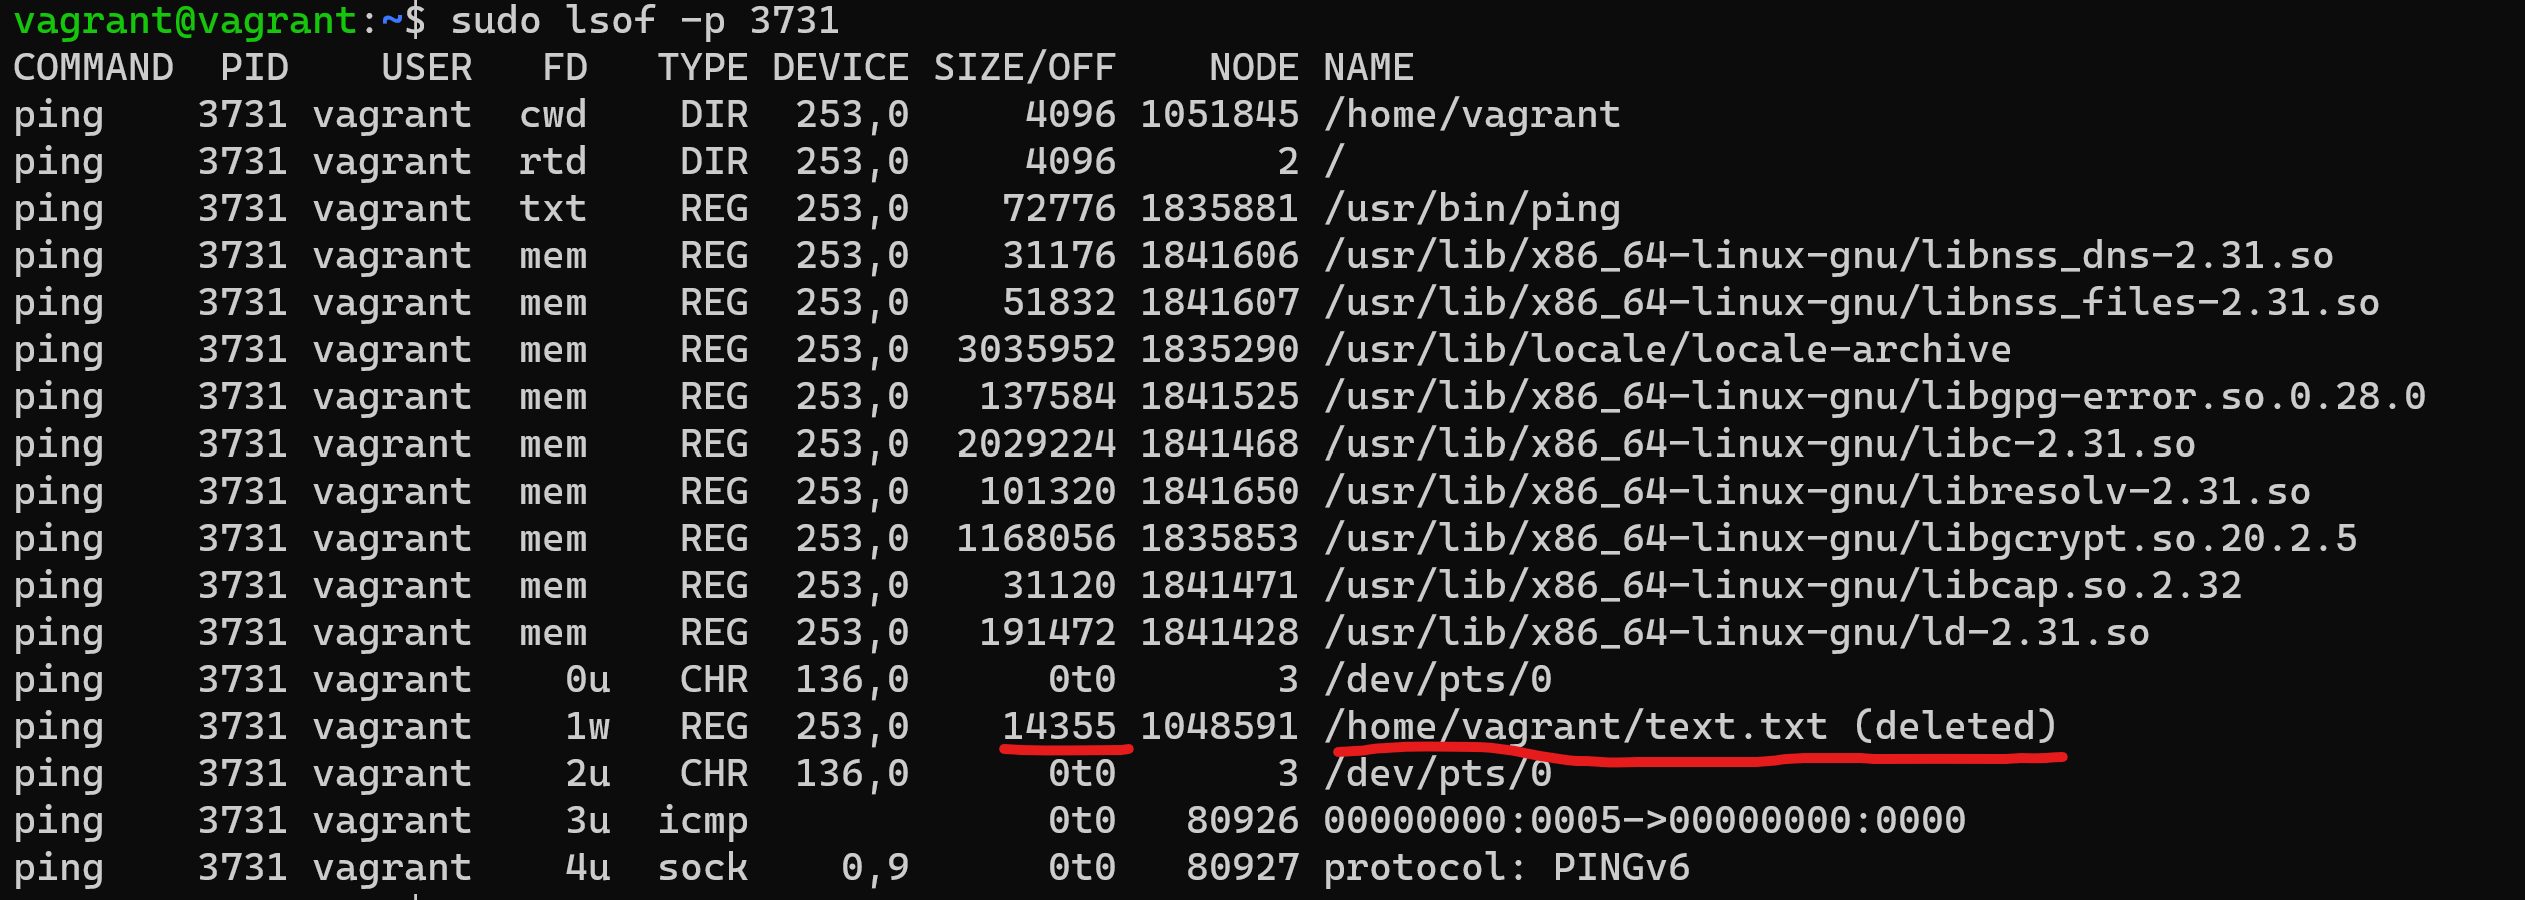 vagrant@vagrant:~$ sudo lsof -p 3731
COMMAND  PID    USER   FD   TYPE DEVICE SIZE/OFF    NODE NAME
ping    3731 vagrant  cwd    DIR  253,0     4096 1051845 /home/vagrant
ping    3731 vagrant  rtd    DIR  253,0     4096       2 /
ping    3731 vagrant  txt    REG  253,0    72776 1835881 /usr/bin/ping
ping    3731 vagrant  mem    REG  253,0    31176 1841606 /usr/lib/x86_64-linux-gnu/libnss_dns-2.31.so
ping    3731 vagrant  mem    REG  253,0    51832 1841607 /usr/lib/x86_64-linux-gnu/libnss_files-2.31.so
ping    3731 vagrant  mem    REG  253,0  3035952 1835290 /usr/lib/locale/locale-archive
ping    3731 vagrant  mem    REG  253,0   137584 1841525 /usr/lib/x86_64-linux-gnu/libgpg-error.so.0.28.0
ping    3731 vagrant  mem    REG  253,0  2029224 1841468 /usr/lib/x86_64-linux-gnu/libc-2.31.so
ping    3731 vagrant  mem    REG  253,0   101320 1841650 /usr/lib/x86_64-linux-gnu/libresolv-2.31.so
ping    3731 vagrant  mem    REG  253,0  1168056 1835853 /usr/lib/x86_64-linux-gnu/libgcrypt.so.20.2.5
ping    3731 vagrant  mem    REG  253,0    31120 1841471 /usr/lib/x86_64-linux-gnu/libcap.so.2.32
ping    3731 vagrant  mem    REG  253,0   191472 1841428 /usr/lib/x86_64-linux-gnu/ld-2.31.so
ping    3731 vagrant    0u   CHR  136,0      0t0       3 /dev/pts/0
ping    3731 vagrant    1w   REG  253,0    14355 1048591 /home/vagrant/text.txt (deleted)
ping    3731 vagrant    2u   CHR  136,0      0t0       3 /dev/pts/0
ping    3731 vagrant    3u  icmp             0t0   80926 00000000:0005->00000000:0000
ping    3731 vagrant    4u  sock    0,9      0t0   80927 protocol: PINGv6